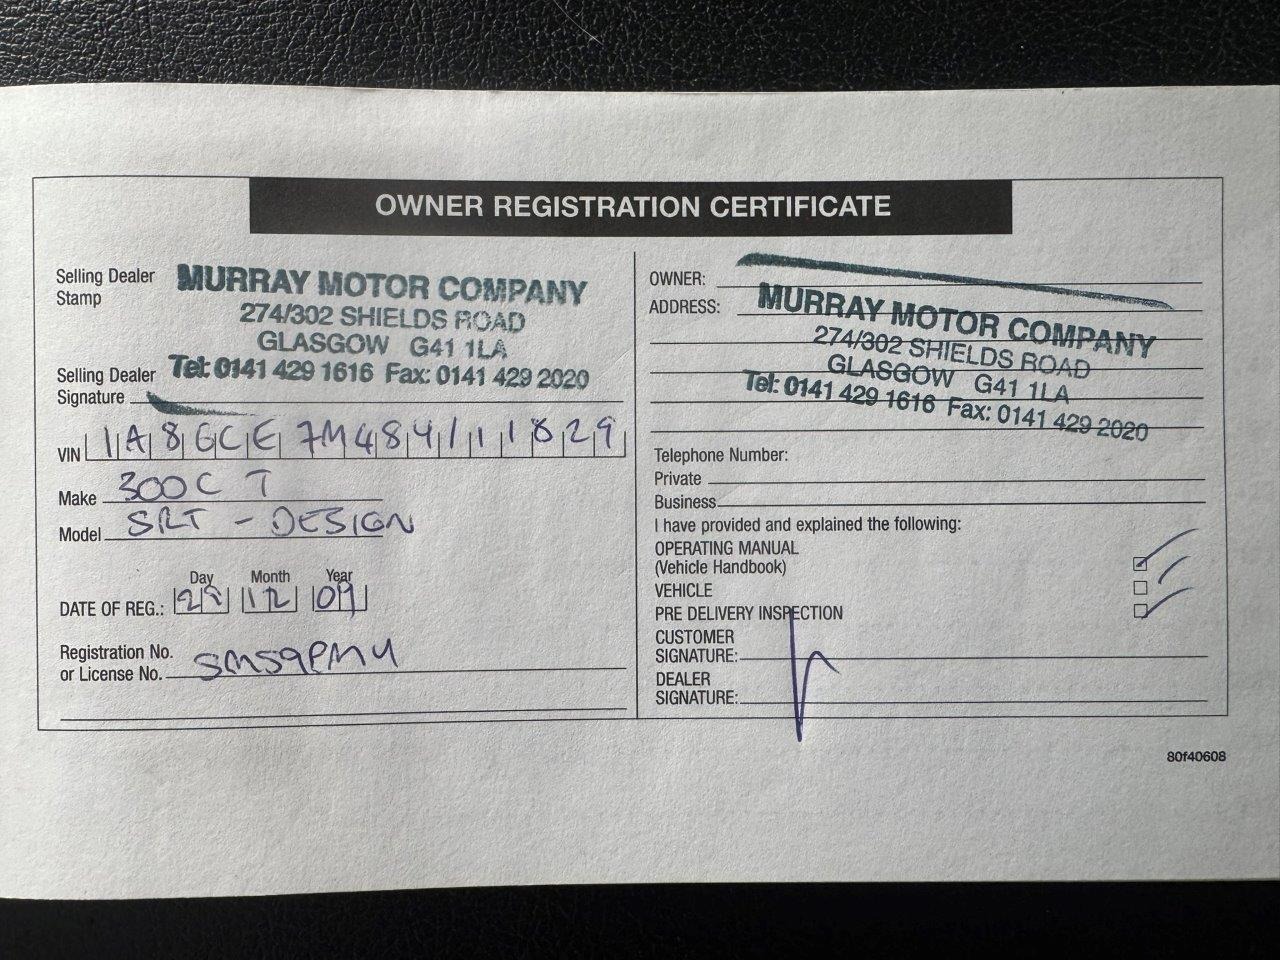 OWNER REGISTRATION CERTIFICATE
Selling Dealer
Stamp
MURRAY MOTOR COMPANY
274/302 SHIELDS ROAD
GLASGOW G41 1LA
Tel: 0141 429 1616 Fax: 0141 429 2020
Selling Dealer
Signature
VIN 1A8GCE7M484111829
Make 300C T
Model SRT - DESIGN
Day Month Year
DATE OF REG.: 29 12 09
Registration No.
or License No. SM59PMU
OWNER:
ADDRESS:
MURRAY MOTOR COMPANY
274/302 SHIELDS ROAD
GLASGOW G41 1LA
Tel: 0141 429 1616 Fax: 0141 429 2020
Telephone Number:
Private
Business
I have provided and explained the following:
OPERATING MANUAL
(Vehicle Handbook)
VEHICLE
PRE DELIVERY INSPECTION
CUSTOMER
SIGNATURE:
DEALER
SIGNATURE:
80f40608